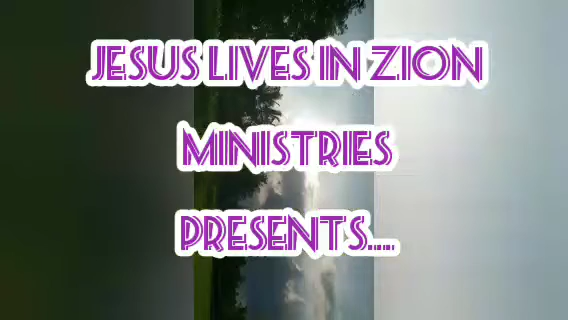 JESUS LIVES IN ZION
MINISTRIES
PRESENTS.....